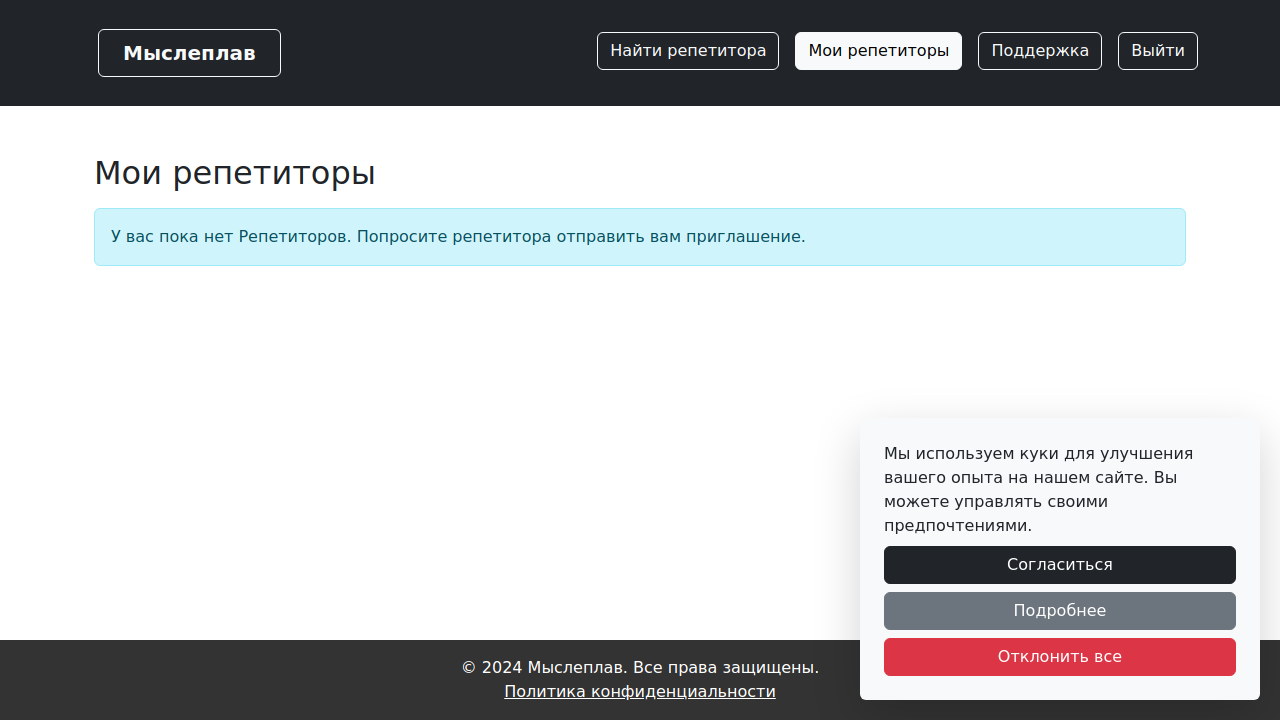 Мыслеплав
Найти репетитора
Мои репетиторы
Поддержка
Выйти
Мои репетиторы
У вас пока нет Репетиторов. Попросите репетитора отправить вам приглашение.
Мы используем куки для улучшения
вашего опыта на нашем сайте. Вы
можете управлять своими
предпочтениями.
Согласиться
Подробнее
Отклонить все
© 2024 Мыслеплав. Все права защищены.
Политика конфиденциальности